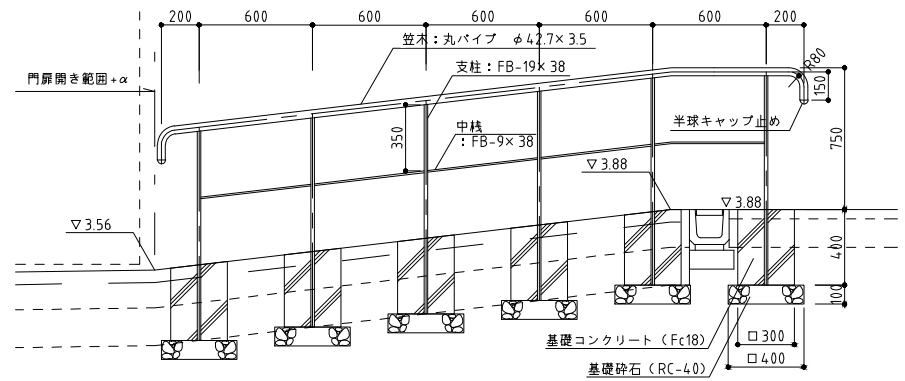 200 600 600 600 600 600 200
笠木：丸パイプ φ42.7×3.5
支柱：FB-19×38
R80
門扉開き範囲+α
150
半球キャップ止め
中桟
：FB-9×38
350
750
▽3.88
▽3.88
▽3.56
400
100
基礎コンクリート（Fc18）
□300
基礎砕石（RC-40）
□400